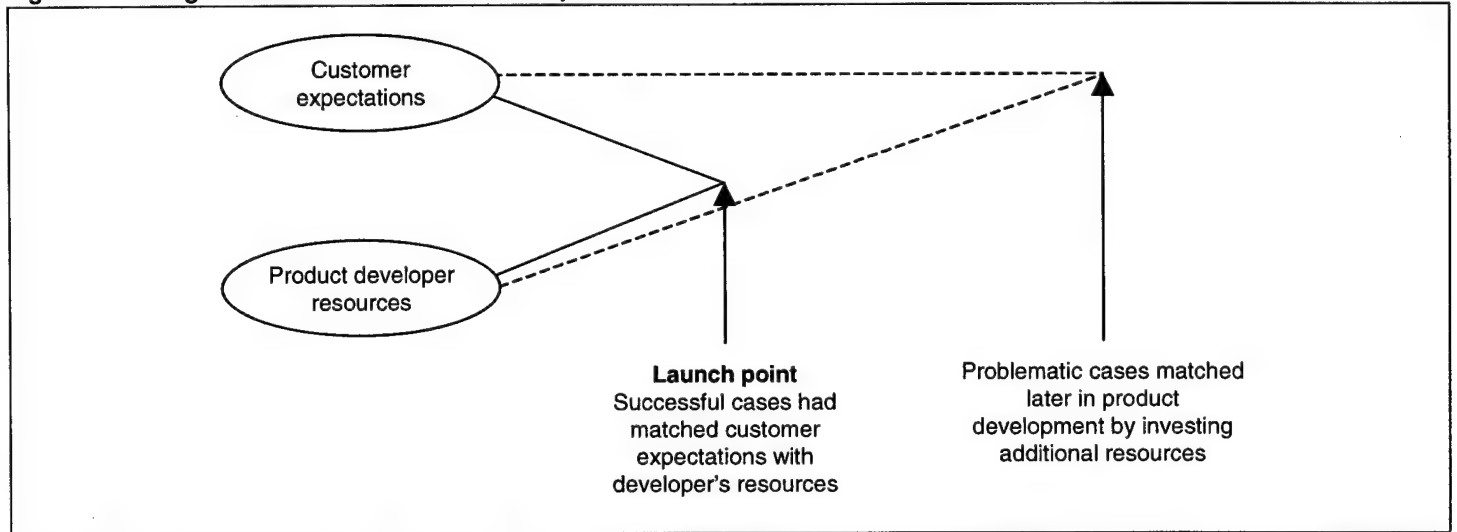 Customer
expectations
Product developer
resources
Launch point
Successful cases had
matched customer
expectations with
developer's resources
Problematic cases matched
later in product
development by investing
additional resources